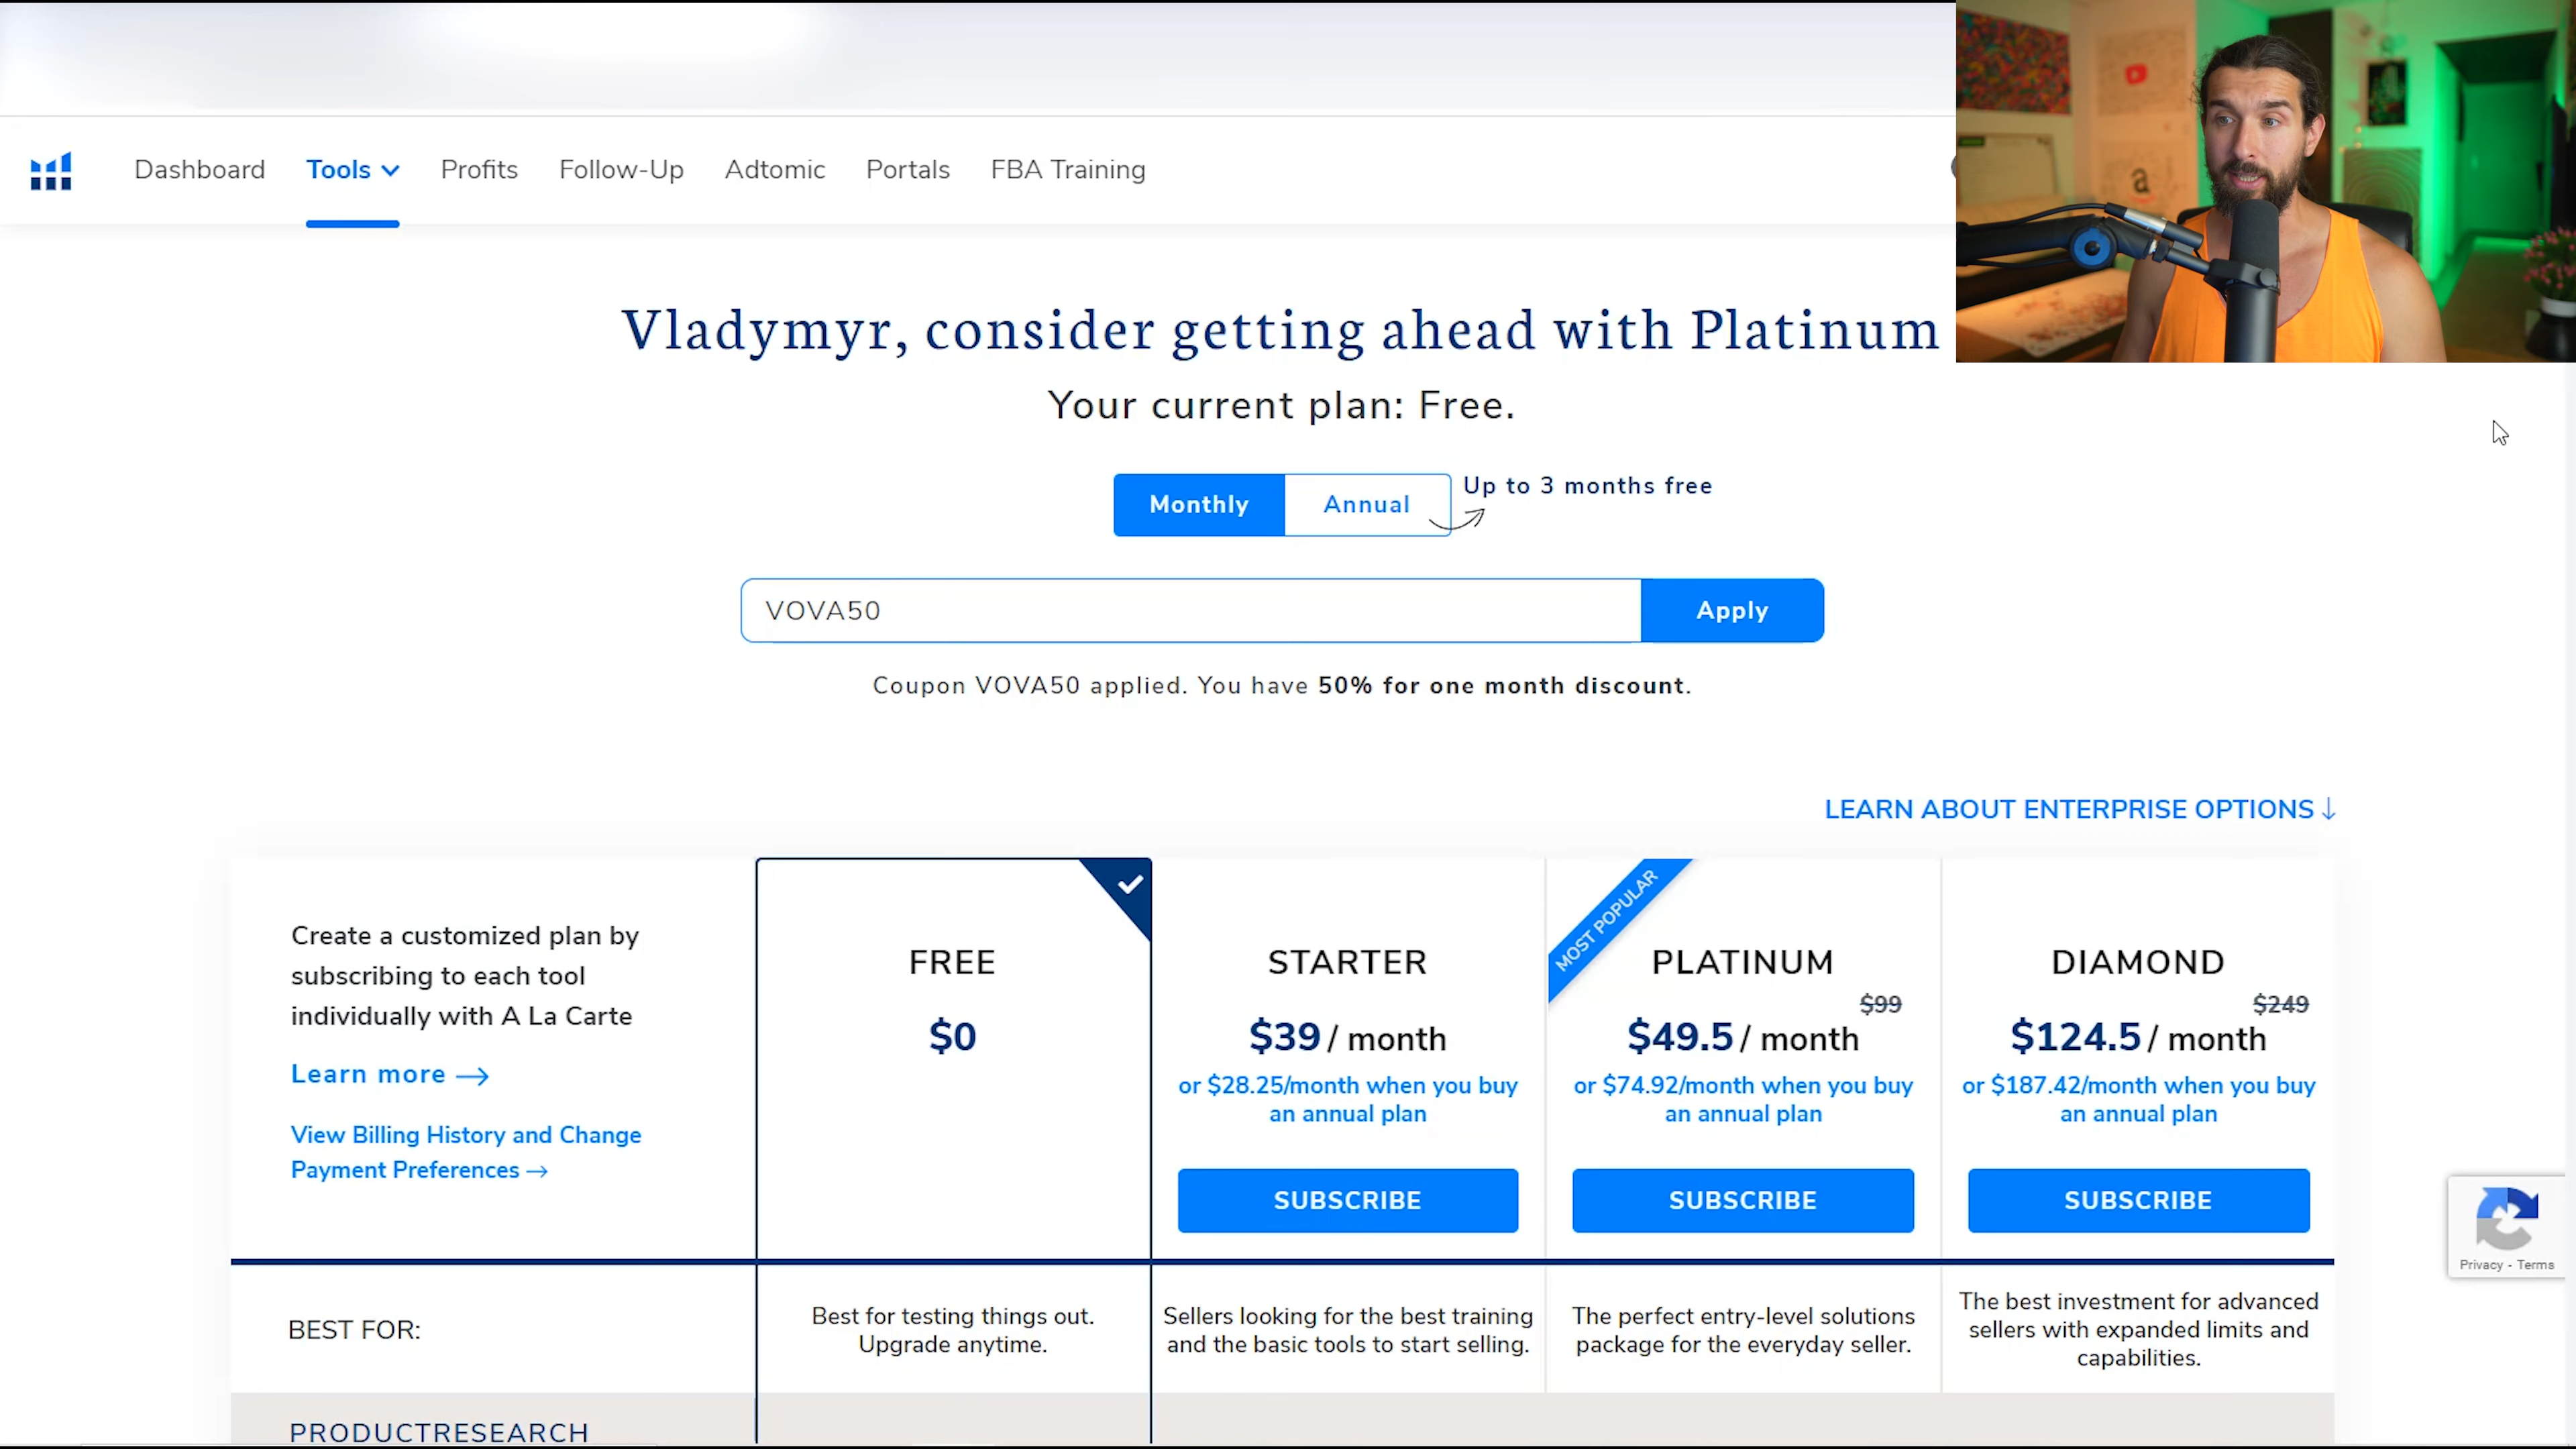 Dashboard Tools Profits Follow-Up Adtomic Portals FBA Training
Vladymyr, consider getting ahead with Platinum
Your current plan: Free.
Monthly Annual Up to 3 months free
VOVA50 Apply
Coupon VOVA50 applied. You have 50% for one month discount.
LEARN ABOUT ENTERPRISE OPTIONS ↓
Create a customized plan by
subscribing to each tool
individually with A La Carte
Learn more →
View Billing History and Change
Payment Preferences →
FREE
$0
STARTER
$39 / month
or $28.25/month when you buy
an annual plan
SUBSCRIBE
MOST POPULAR
PLATINUM
$99
$49.5 / month
or $74.92/month when you buy
an annual plan
SUBSCRIBE
DIAMOND
$249
$124.5 / month
or $187.42/month when you buy
an annual plan
SUBSCRIBE
BEST FOR:
Best for testing things out.
Upgrade anytime.
Sellers looking for the best training
and the basic tools to start selling.
The perfect entry-level solutions
package for the everyday seller.
The best investment for advanced
sellers with expanded limits and
capabilities.
PRODUCTRESEARCH
Privacy - Terms